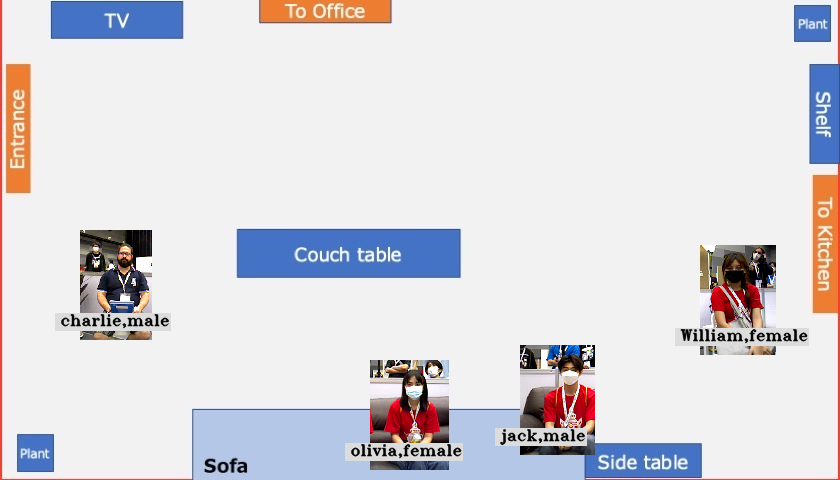 TV
To Office
Plant
Entrance
Shelf
To Kitchen
Couch table
charlie,male
William,female
olivia,female
jack,male
Plant
Sofa
Side table